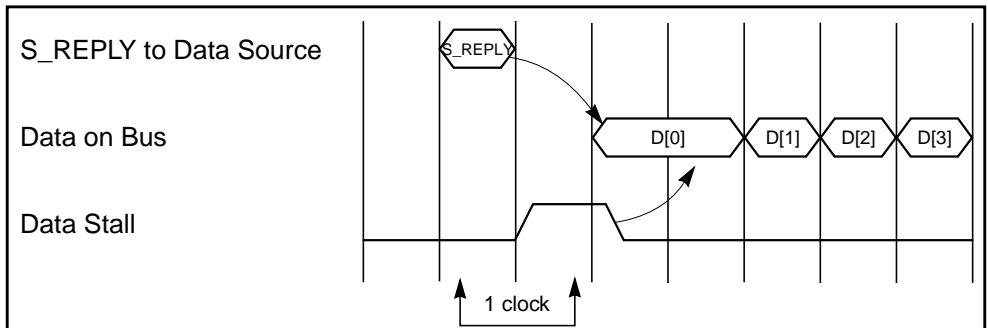 S_REPLY to Data Source
S_REPLY
Data on Bus
D[0] D[1] D[2] D[3]
Data Stall
1 clock